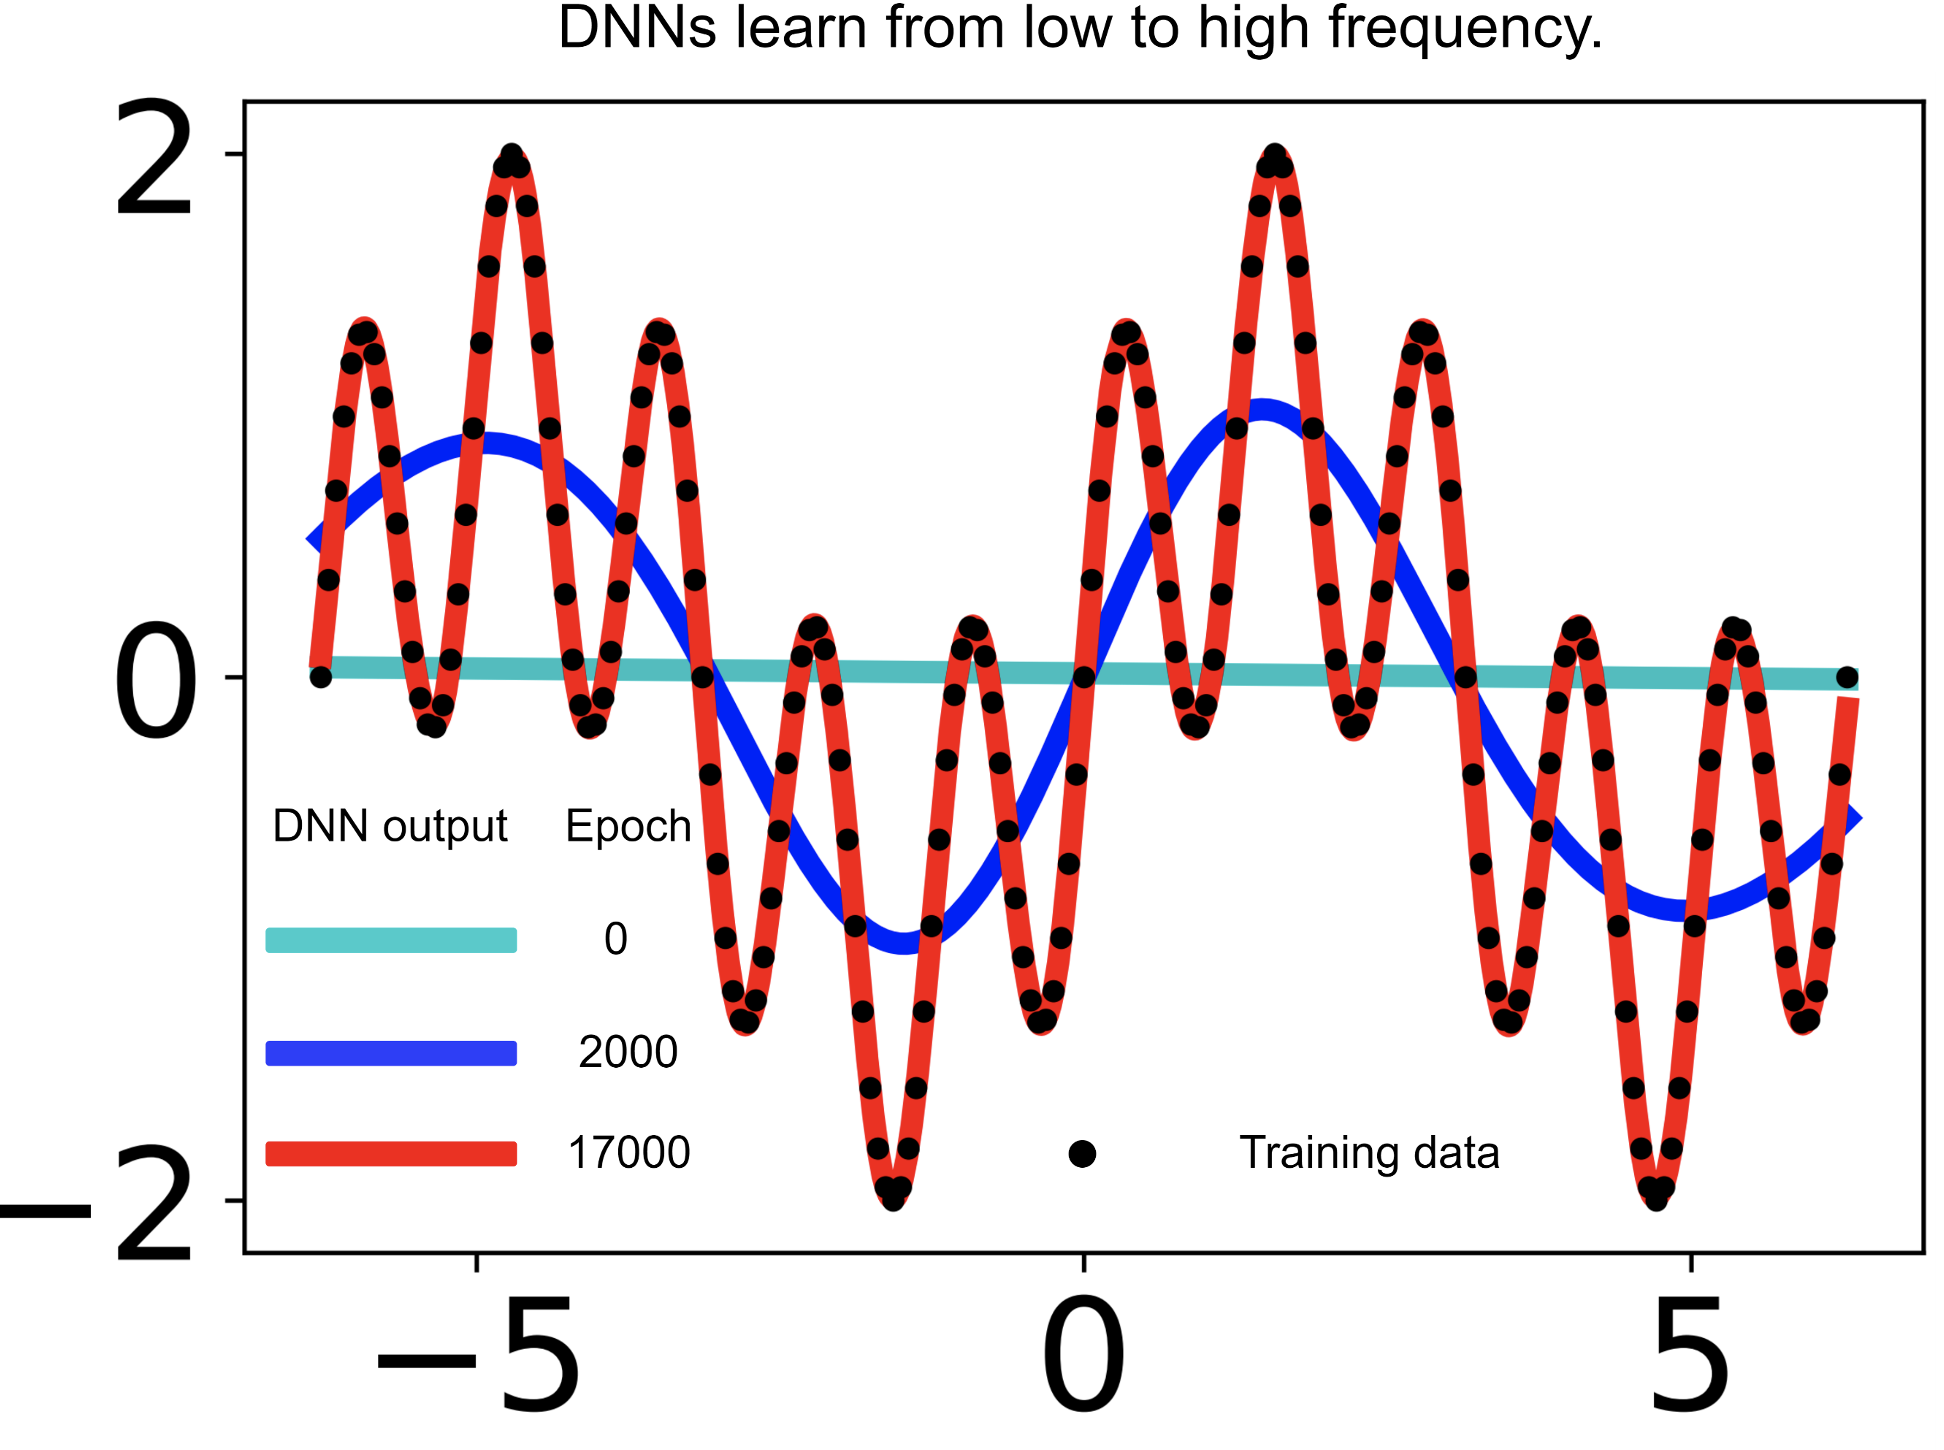 DNNs learn from low to high frequency.
2
0
−2
DNN output Epoch
0
2000
17000
Training data
−5 0 5